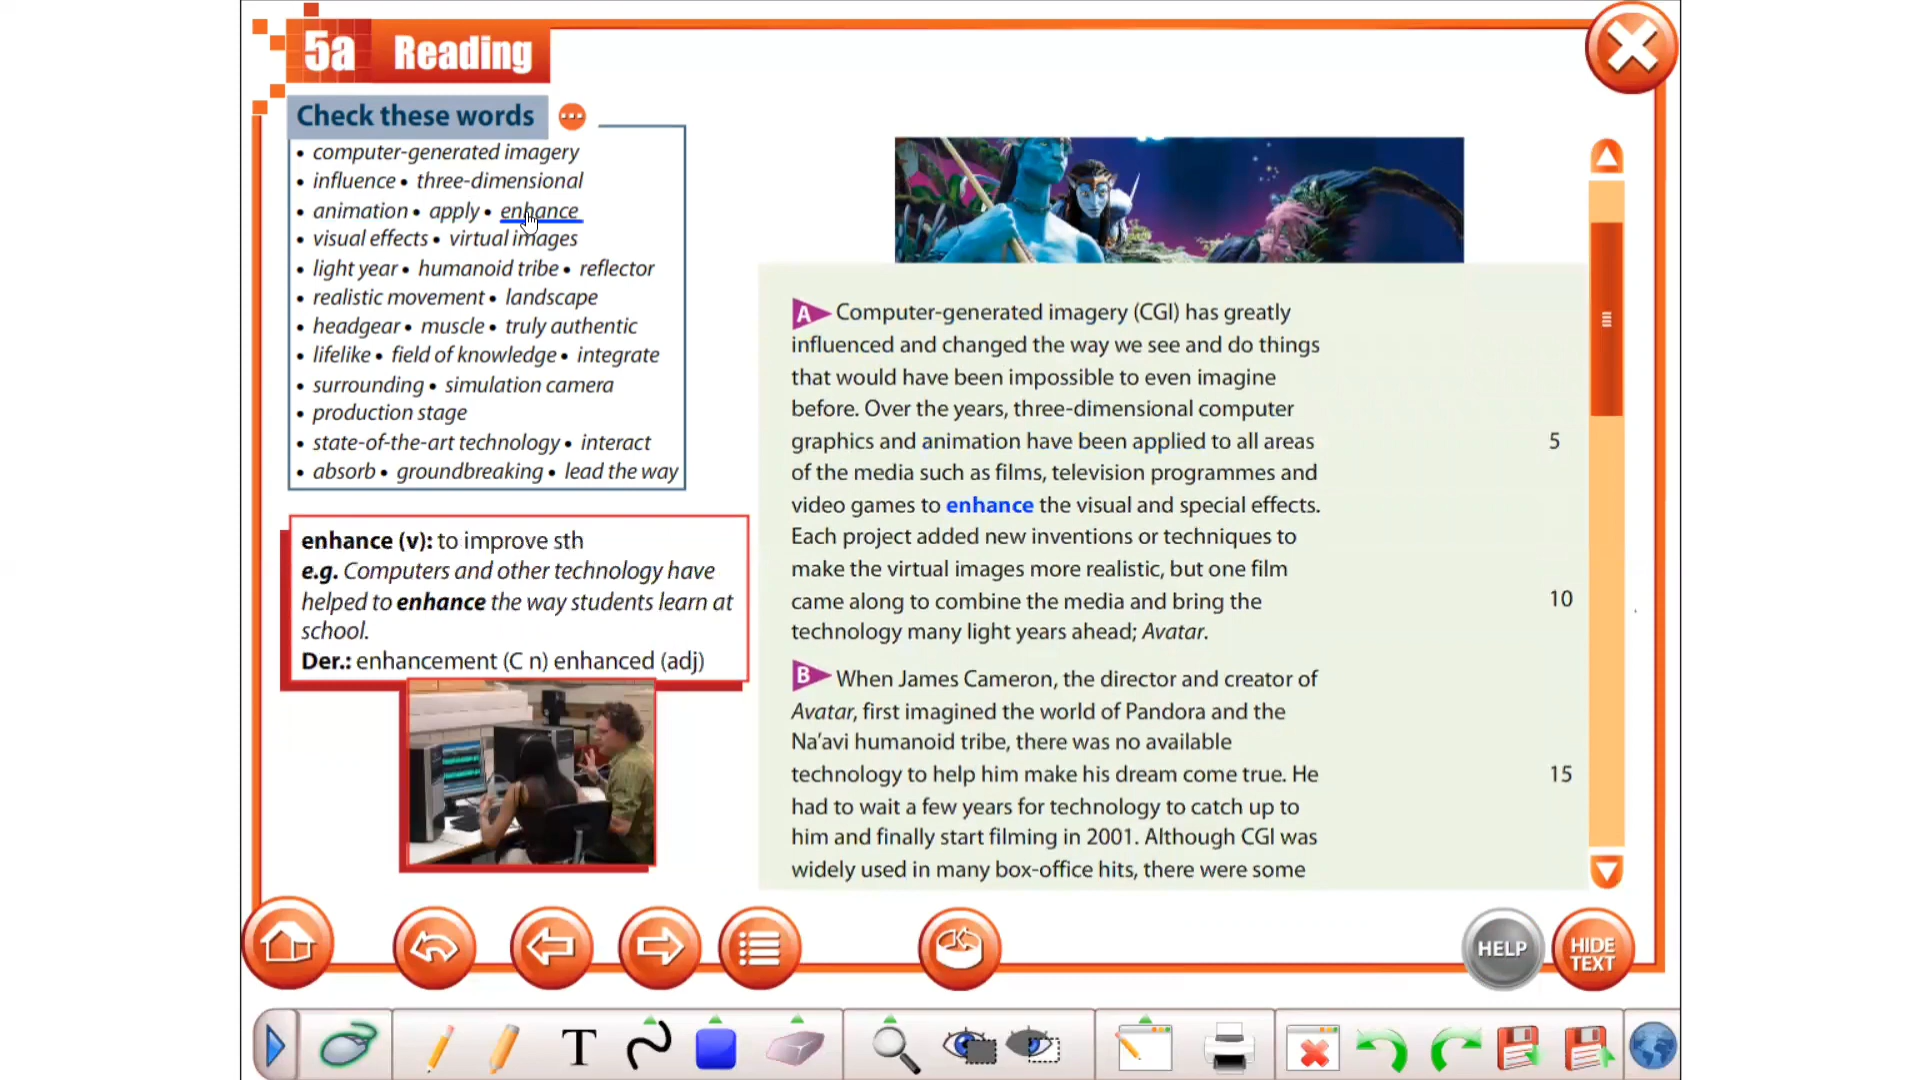 5a Reading
Check these words
• computer-generated imagery
• influence • three-dimensional
• animation • apply • enhance
• visual effects • virtual images
• light year • humanoid tribe • reflector
• realistic movement • landscape
• headgear • muscle • truly authentic
• lifelike • field of knowledge • integrate
• surrounding • simulation camera
• production stage
• state-of-the-art technology • interact
• absorb • groundbreaking • lead the way
enhance (v): to improve sth
e.g. Computers and other technology have
helped to enhance the way students learn at
school.
Der.: enhancement (C n) enhanced (adj)
A Computer-generated imagery (CGI) has greatly
influenced and changed the way we see and do things
that would have been impossible to even imagine
before. Over the years, three-dimensional computer
graphics and animation have been applied to all areas 5
of the media such as films, television programmes and
video games to enhance the visual and special effects.
Each project added new inventions or techniques to
make the virtual images more realistic, but one film
came along to combine the media and bring the 10
technology many light years ahead; Avatar.
B When James Cameron, the director and creator of
Avatar, first imagined the world of Pandora and the
Na'avi humanoid tribe, there was no available
technology to help him make his dream come true. He 15
had to wait a few years for technology to catch up to
him and finally start filming in 2001. Although CGI was
widely used in many box-office hits, there were some
HELP
HIDE
TEXT
T